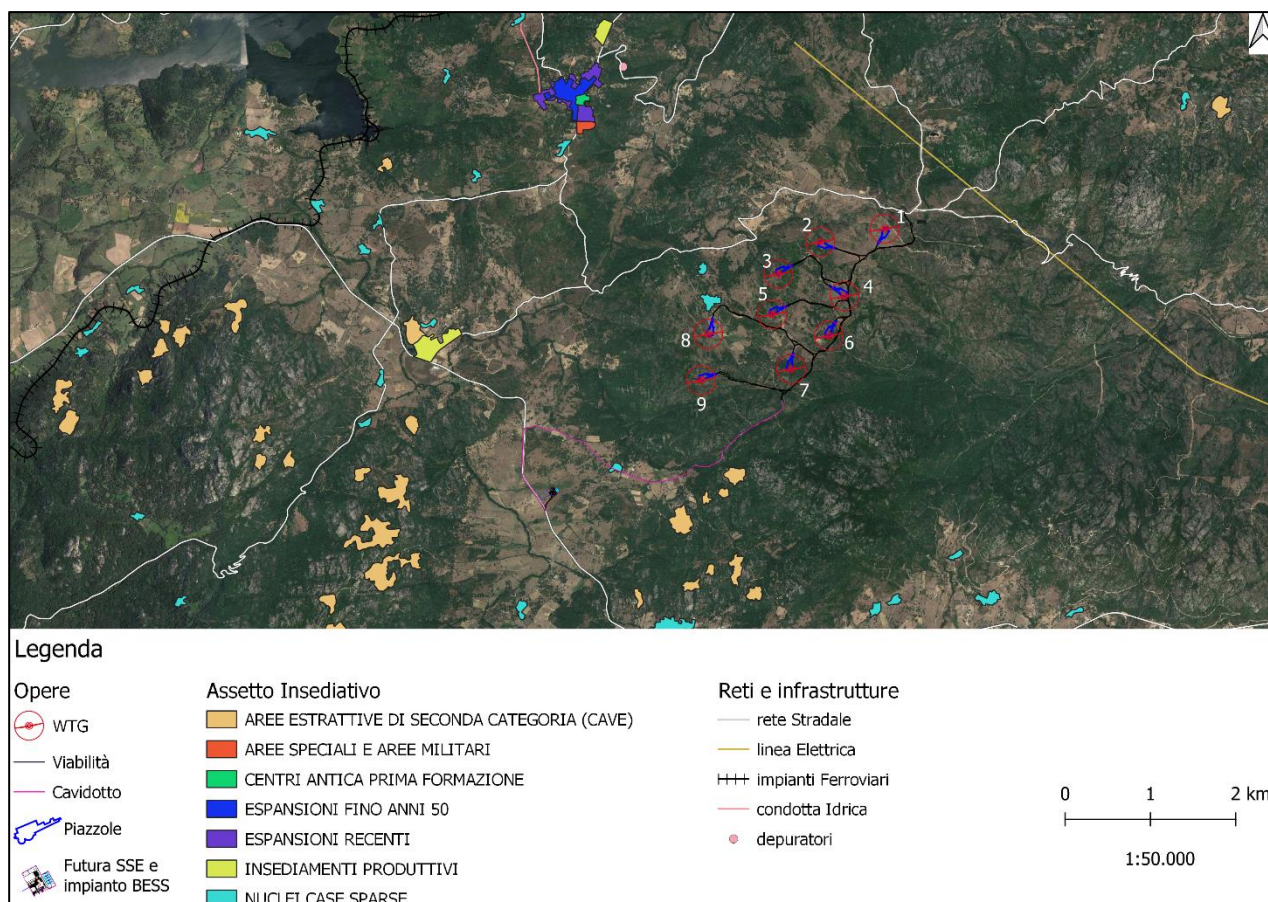 1
2
3
4
5
6
8
7
9
Legenda
Opere
WTG
Viabilità
Cavidotto
Piazzole
Futura SSE e
impianto BESS
Assetto Insediativo
AREE ESTRATTIVE DI SECONDA CATEGORIA (CAVE)
AREE SPECIALI E AREE MILITARI
CENTRI ANTICA PRIMA FORMAZIONE
ESPANSIONI FINO ANNI 50
ESPANSIONI RECENTI
INSEDIAMENTI PRODUTTIVI
NUCLEI CASE SPARSE
Reti e infrastrutture
rete Stradale
linea Elettrica
impianti Ferroviari
condotta Idrica
depuratori
0 1 2 km
1:50.000